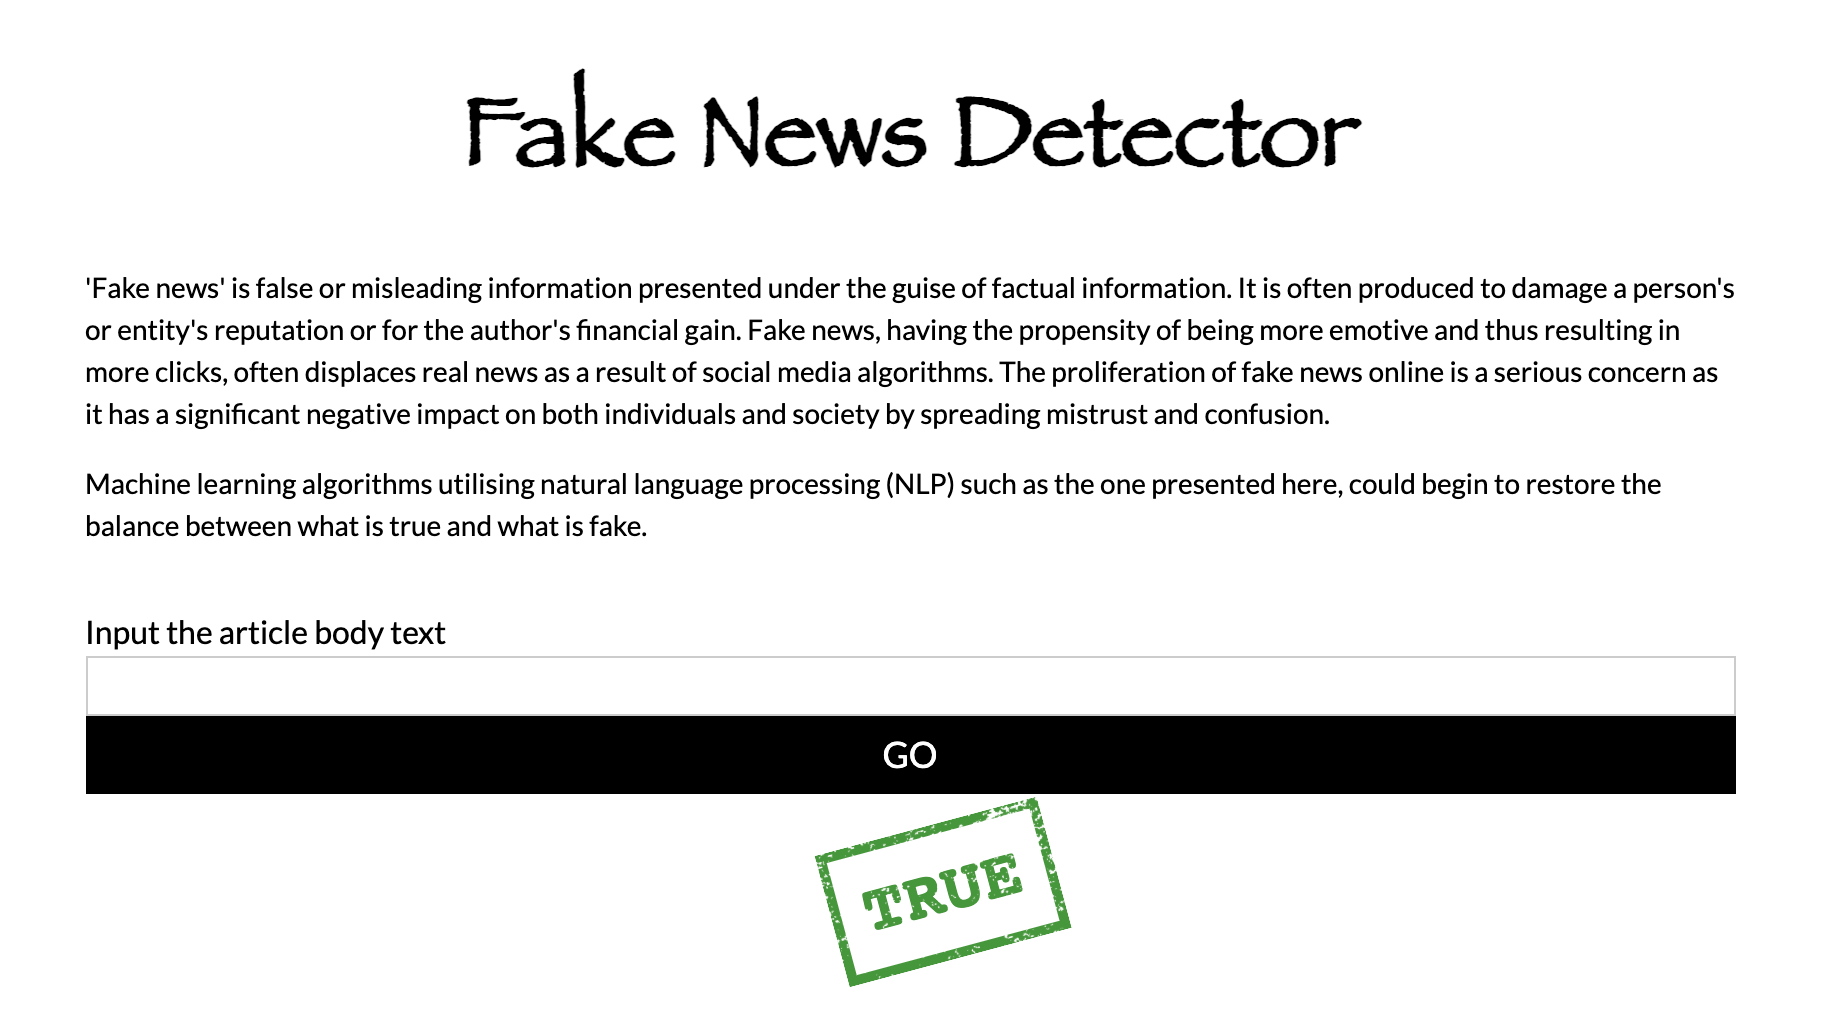 Fake News Detector
'Fake news' is false or misleading information presented under the guise of factual information. It is often produced to damage a person's
or entity's reputation or for the author's financial gain. Fake news, having the propensity of being more emotive and thus resulting in
more clicks, often displaces real news as a result of social media algorithms. The proliferation of fake news online is a serious concern as
it has a significant negative impact on both individuals and society by spreading mistrust and confusion.
Machine learning algorithms utilising natural language processing (NLP) such as the one presented here, could begin to restore the
balance between what is true and what is fake.
Input the article body text
GO
TRUE